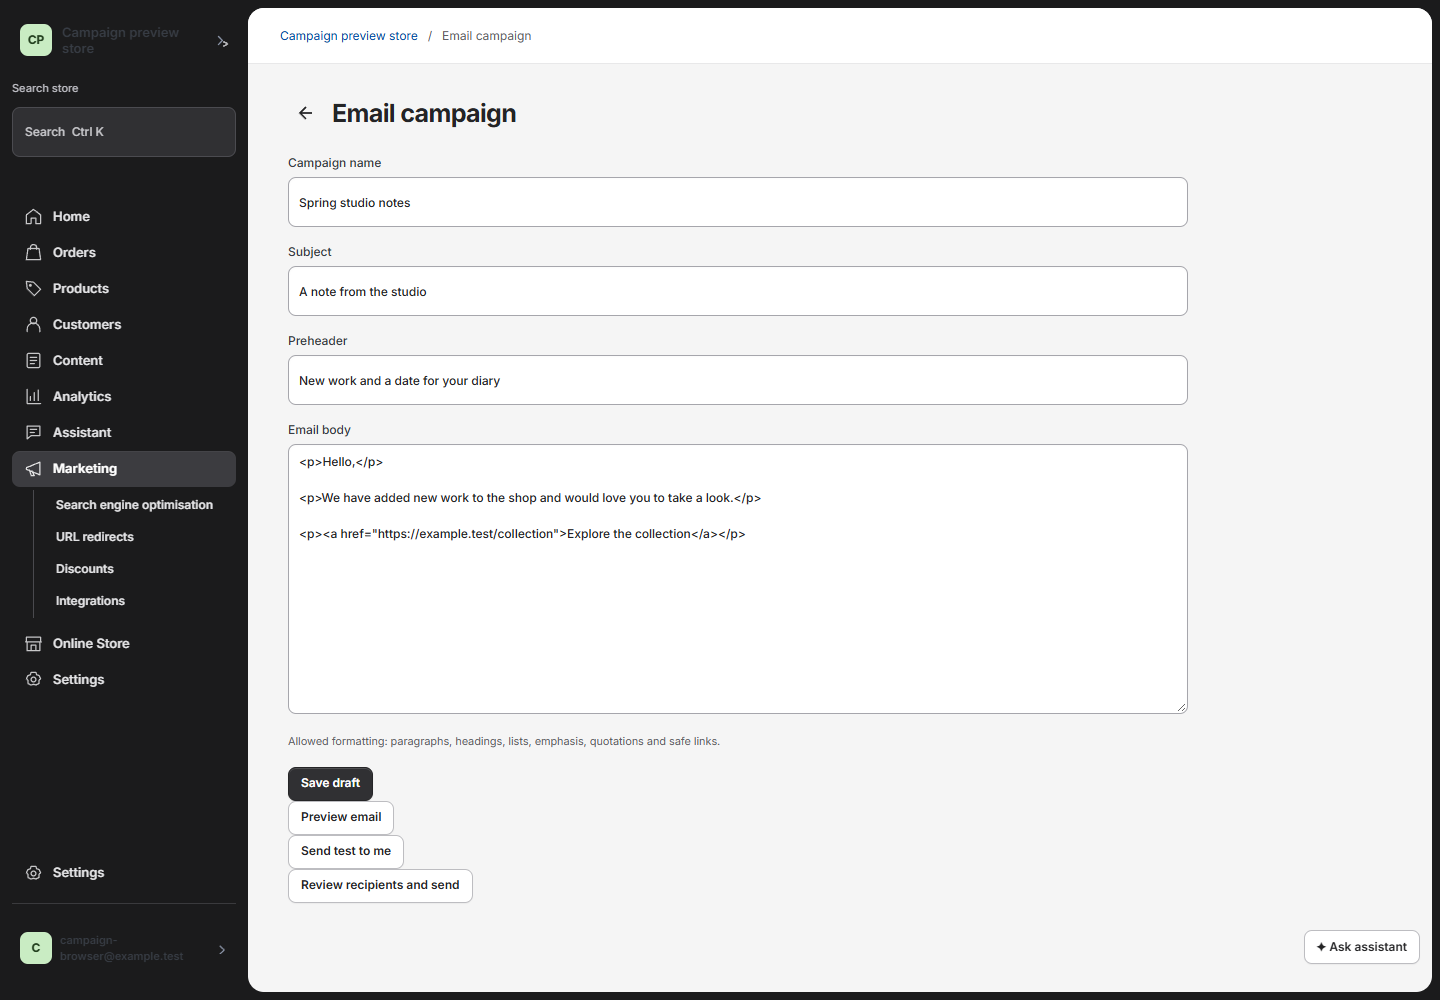 CP
Campaign preview
store
Search store
Search Ctrl K
Home
Orders
Products
Customers
Content
Analytics
Assistant
Marketing
Search engine optimisation
URL redirects
Discounts
Integrations
Online Store
Settings
Settings
C
campaign-
browser@example.test
Campaign preview store / Email campaign
Email campaign
Campaign name
Spring studio notes
Subject
A note from the studio
Preheader
New work and a date for your diary
Email body
<p>Hello,</p>
<p>We have added new work to the shop and would love you to take a look.</p>
<p><a href="https://example.test/collection">Explore the collection</a></p>
Allowed formatting: paragraphs, headings, lists, emphasis, quotations and safe links.
Save draft
Preview email
Send test to me
Review recipients and send
Ask assistant